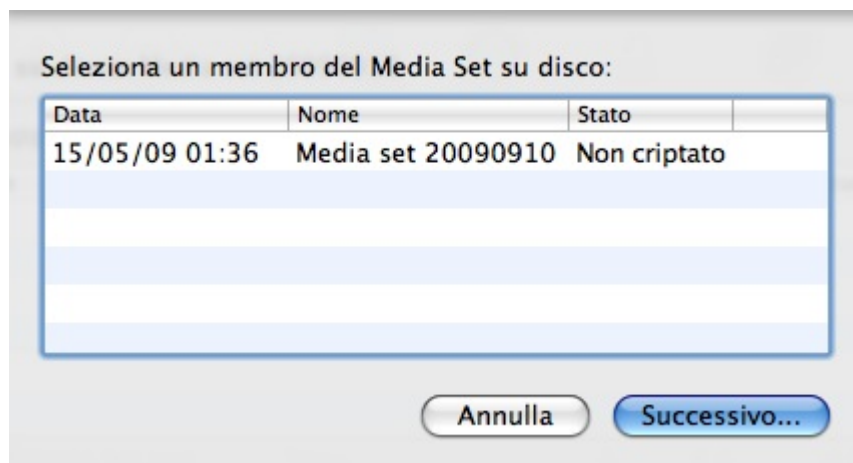 Seleziona un membro del Media Set su disco:
Data Nome Stato
15/05/09 01:36 Media set 20090910 Non criptato
Annulla Successivo...